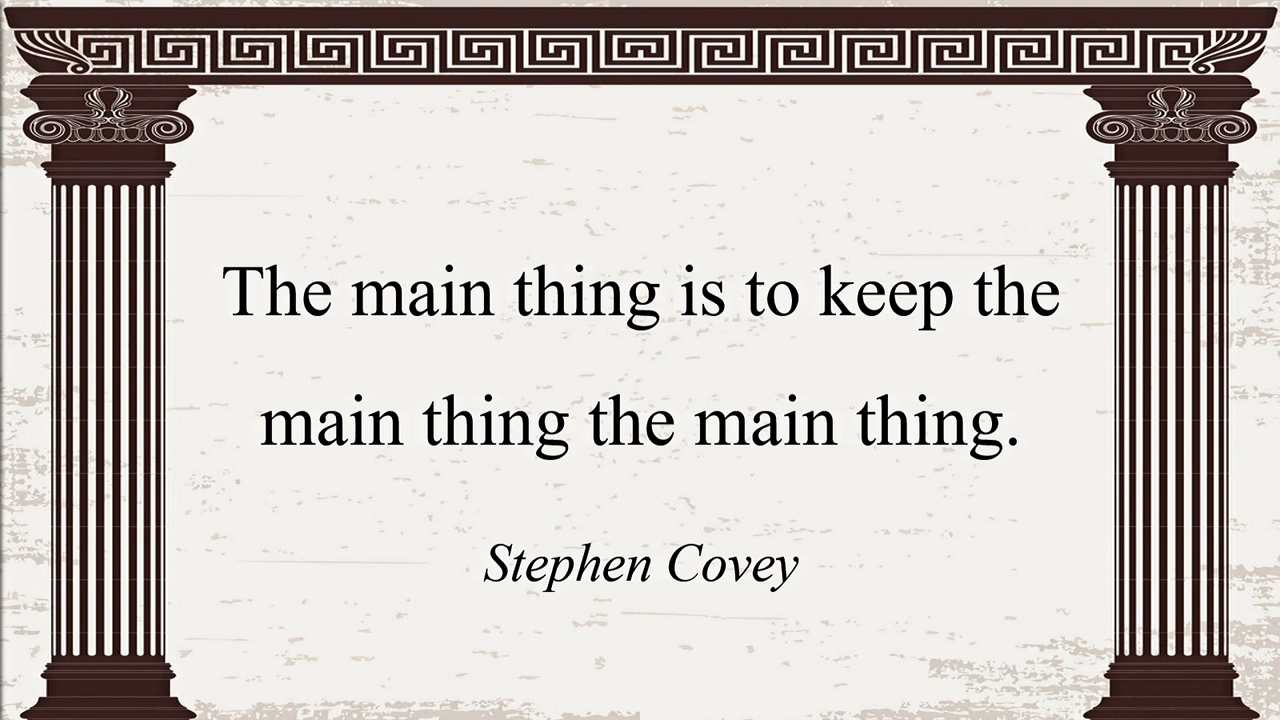 The main thing is to keep the
main thing the main thing.
Stephen Covey